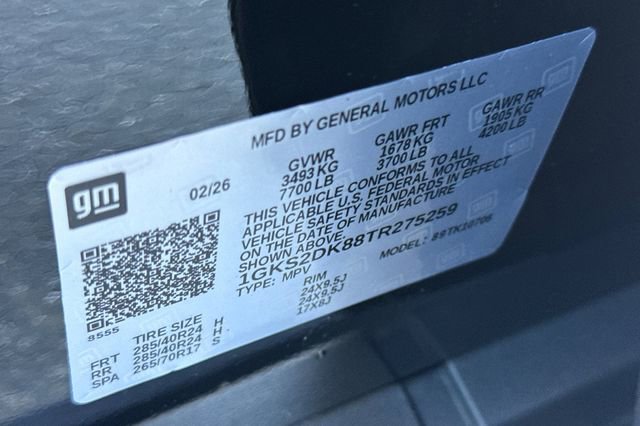 MFD BY GENERAL MOTORS LLC
gm
02/26
GVWR GAWR FRT GAWR RR
3493 KG 1678 KG 1905 KG
7700 LB 3700 LB 4200 LB
THIS VEHICLE CONFORMS TO ALL
APPLICABLE U.S. FEDERAL MOTOR
VEHICLE SAFETY STANDARDS IN EFFECT
ON THE DATE OF MANUFACTURE
SHOWN ABOVE.
1GKS2DK88TR275259
TYPE: MPV MODEL: 89TK10706
8555
TIRE SIZE RIM
FRT 285/40R24 H 24X9.5J
RR 285/40R24 H 24X9.5J
SPA 265/70R17 S 17X8J